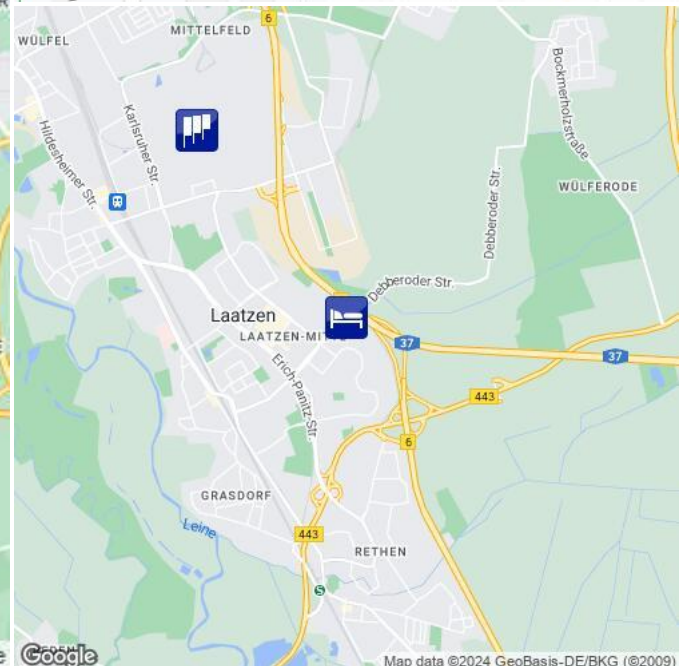 6
MITTELFELD
WÜLFEL
Bockmerholzstraße
Karlsruher Str.
Hildesheimer Str.
Debberoder Str.
WÜLFERODE
Debberoder Str.
Laatzen
LAATZEN-MITTE
37
37
Erich-Panitz-Str.
443
6
GRASDORF
Leine
443
RETHEN
S
Google
Map data ©2024 GeoBasis-DE/BKG (©2009)